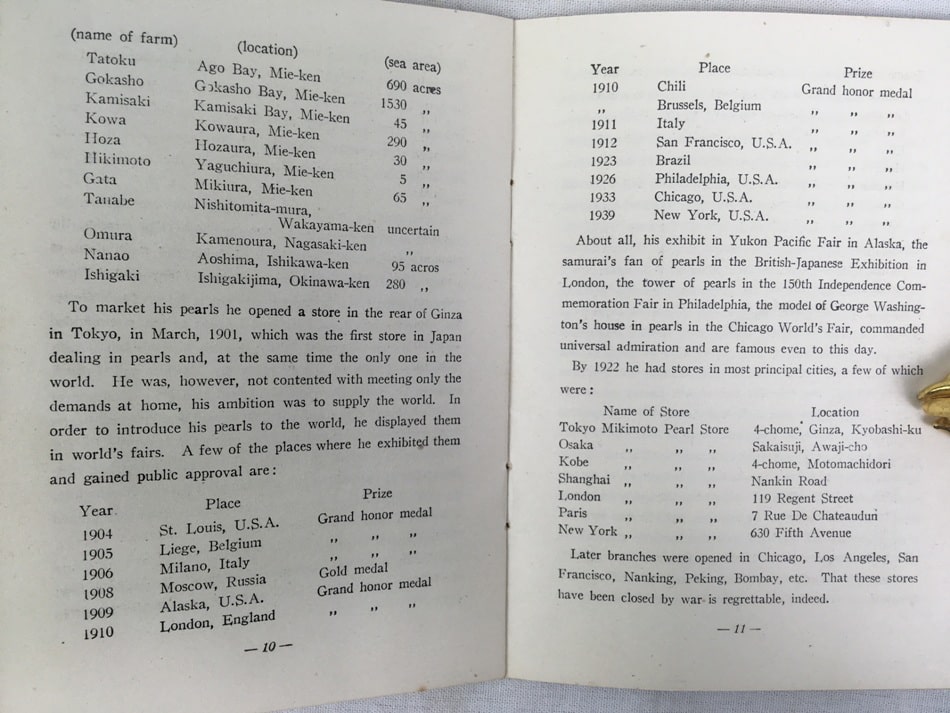 (name of farm) (location) (sea area)
Tatoku Ago Bay, Mie-ken 690 acres
Gokasho Gokasho Bay, Mie-ken 1530 ,,
Kamisaki Kamisaki Bay, Mie-ken 45 ,,
Kowa Kowaura, Mie-ken 290 ,,
Hoza Hozaura, Mie-ken 30 ,,
Hikimoto Yaguchiura, Mie-ken 5 ,,
Gata Mikiura, Mie-ken 65 ,,
Tanabe Nishitomita-mura,
Wakayama-ken uncertain
Omura Kamenoura, Nagasaki-ken ,,
Nanao Aoshima, Ishikawa-ken 95 acros
Ishigaki Ishigakijima, Okinawa-ken 280 ,,
To market his pearls he opened a store in the rear of Ginza
in Tokyo, in March, 1901, which was the first store in Japan
dealing in pearls and, at the same time the only one in the
world. He was, however, not contented with meeting only the
demands at home, his ambition was to supply the world. In
order to introduce his pearls to the world, he displayed them
in world's fairs. A few of the places where he exhibited them
and gained public approval are:
Year Place Prize
1904 St. Louis, U.S.A. Grand honor medal
1905 Liege, Belgium ,, ,, ,,
1906 Milano, Italy ,, ,, ,,
1908 Moscow, Russia Gold medal
1909 Alaska, U.S.A. Grand honor medal
1910 London, England ,, ,, ,,
— 10 —
Year Place Prize
1910 Chili Grand honor medal
,, Brussels, Belgium ,, ,, ,,
1911 Italy ,, ,, ,,
1912 San Francisco, U.S.A. ,, ,, ,,
1923 Brazil ,, ,, ,,
1926 Philadelphia, U.S.A. ,, ,, ,,
1933 Chicago, U.S.A. ,, ,, ,,
1939 New York, U.S.A. ,, ,, ,,
About all, his exhibit in Yukon Pacific Fair in Alaska, the
samurai's fan of pearls in the British-Japanese Exhibition in
London, the tower of pearls in the 150th Independence Com-
memoration Fair in Philadelphia, the model of George Washing-
ton's house in pearls in the Chicago World's Fair, commanded
universal admiration and are famous even to this day.
By 1922 he had stores in most principal cities, a few of which
were:
Name of Store Location
Tokyo Mikimoto Pearl Store 4-chome, Ginza, Kyobashi-ku
Osaka ,, ,, ,, Sakaisuji, Awaji-cho
Kobe ,, ,, ,, 4-chome, Motomachidori
Shanghai ,, ,, ,, Nankin Road
London ,, ,, ,, 119 Regent Street
Paris ,, ,, ,, 7 Rue De Chateaudun
New York ,, ,, ,, 630 Fifth Avenue
Later branches were opened in Chicago, Los Angeles, San
Francisco, Nanking, Peking, Bombay, etc. That these stores
have been closed by war is regrettable, indeed.
— 11 —